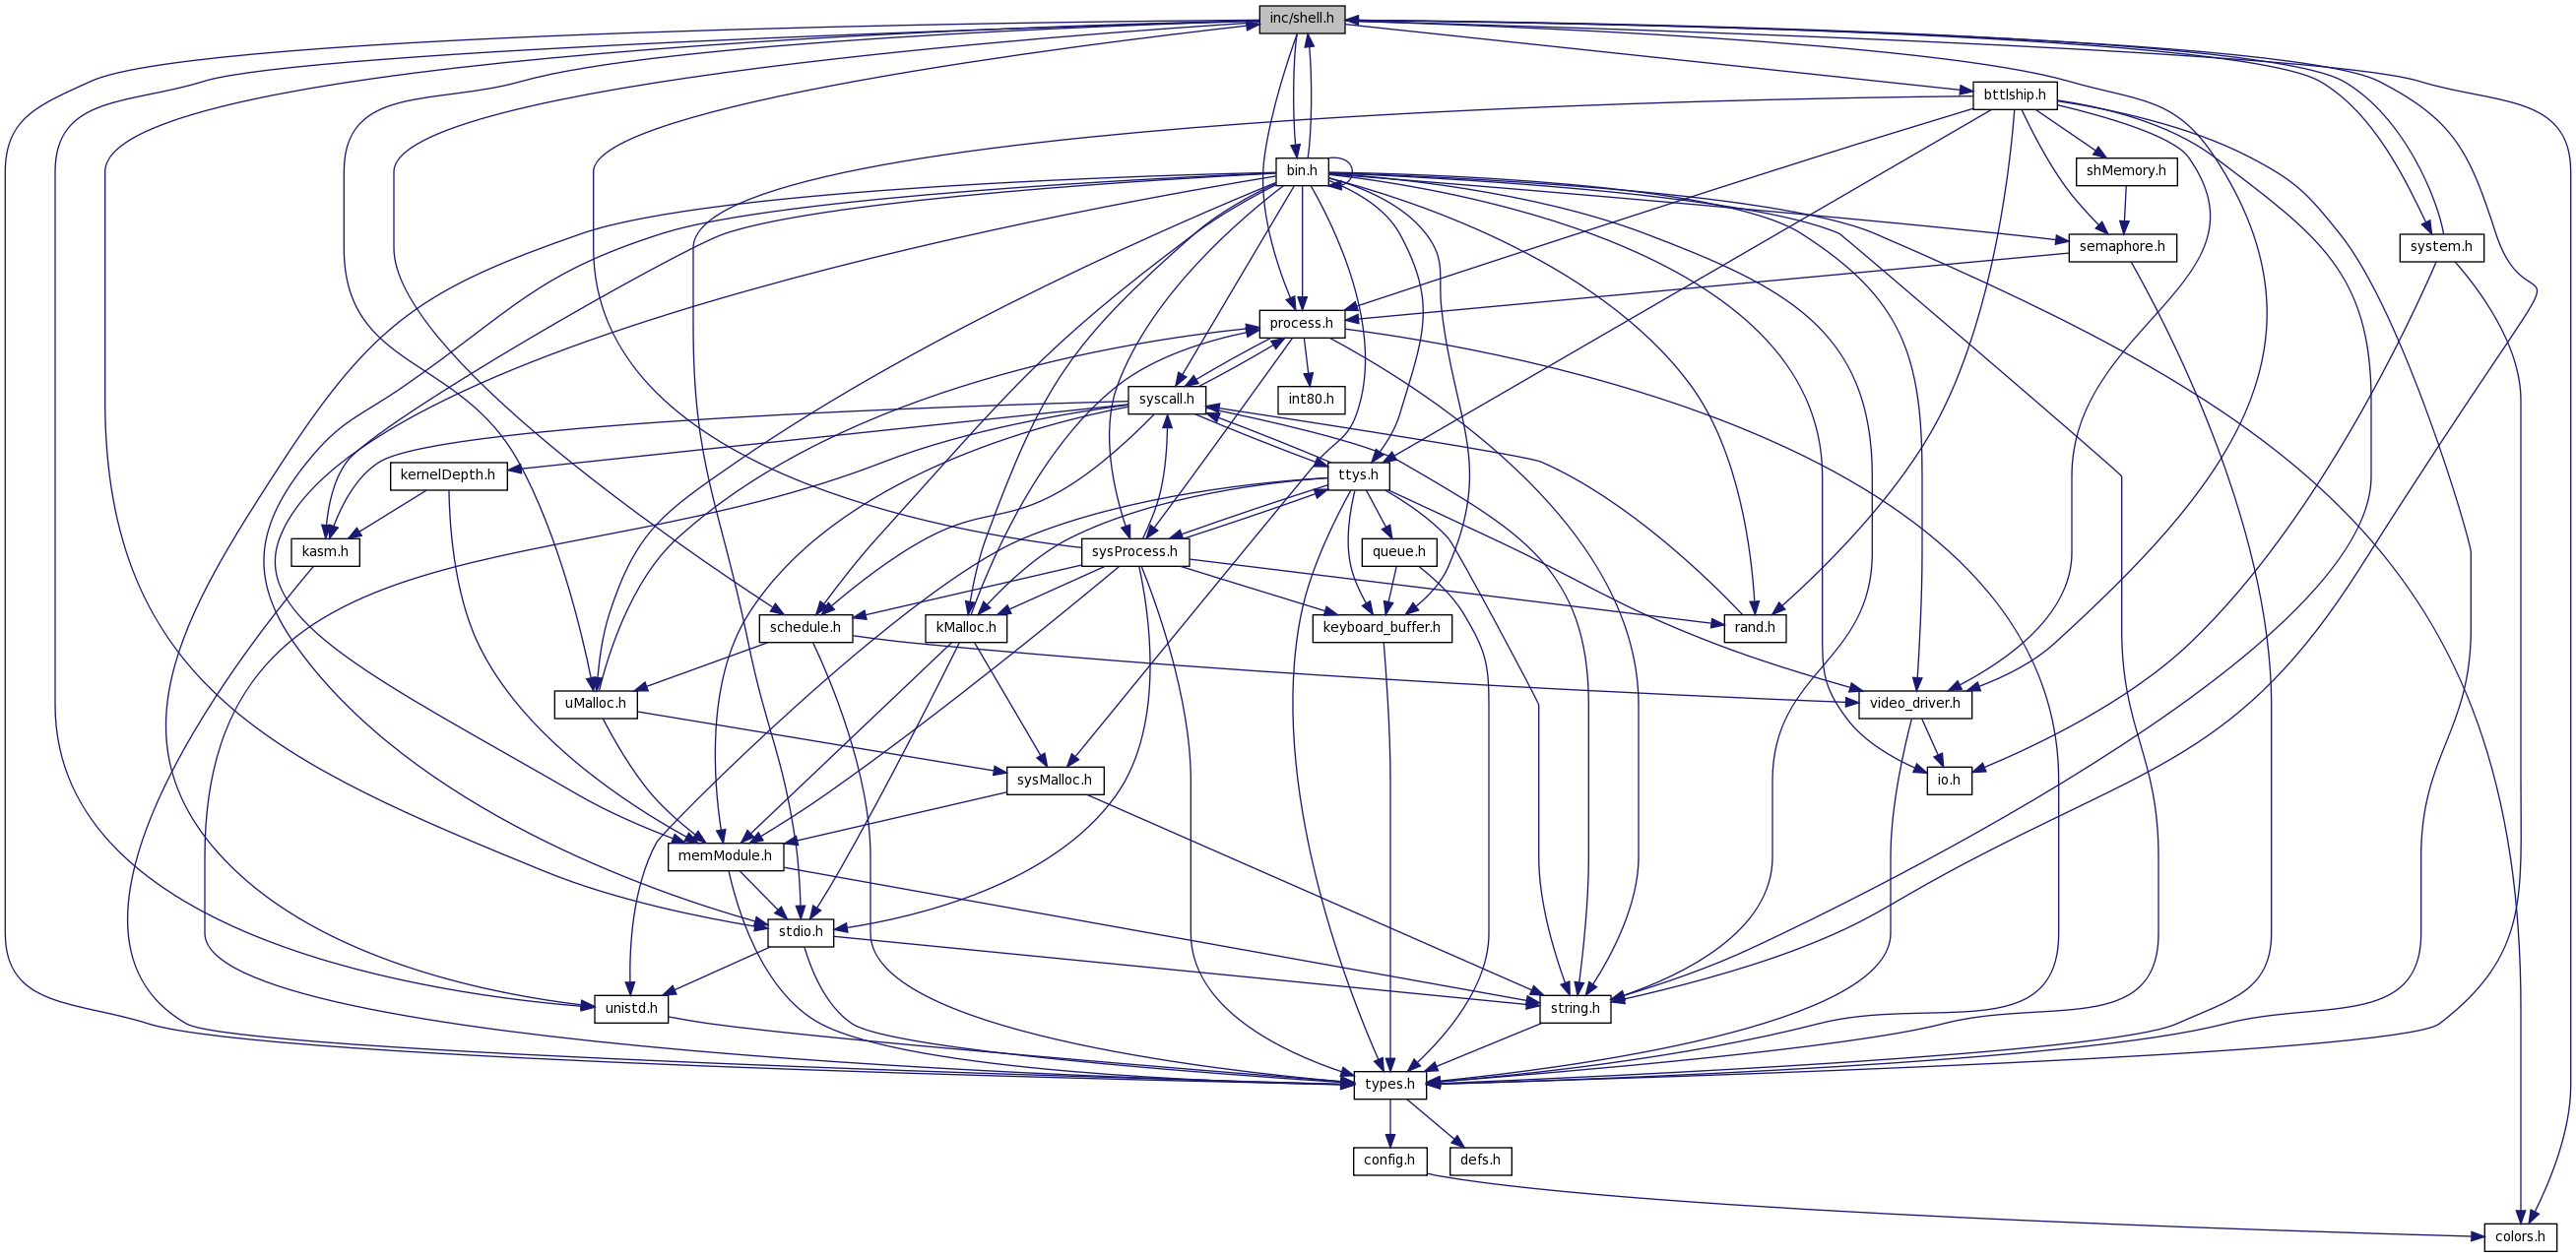 inc/shell.h
bttlship.h
bin.h
shMemory.h
semaphore.h
system.h
process.h
syscall.h
int80.h
kernelDepth.h
ttys.h
kasm.h
sysProcess.h
queue.h
schedule.h
kMalloc.h
keyboard_buffer.h
rand.h
uMalloc.h
video_driver.h
sysMalloc.h
io.h
memModule.h
stdio.h
unistd.h
string.h
types.h
config.h
defs.h
colors.h